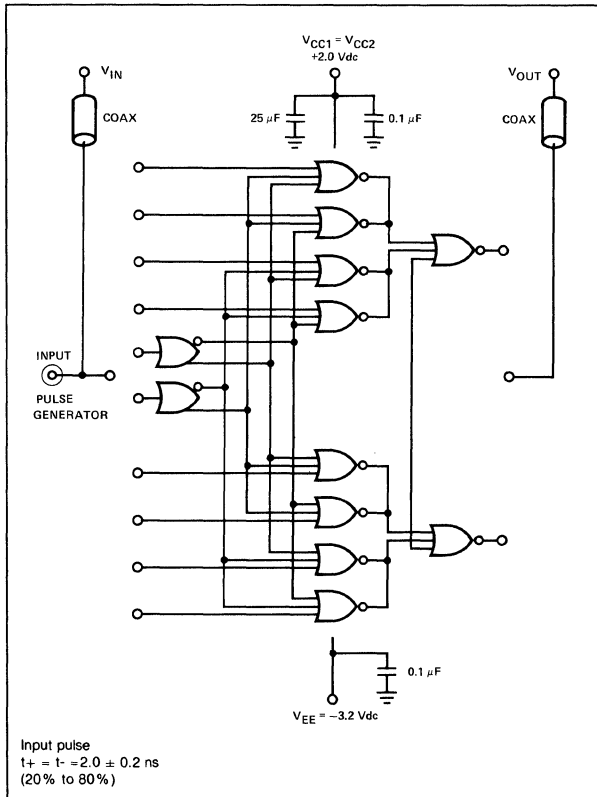 V_CC1 = V_CC2
+2.0 Vdc
V_IN
V_OUT
COAX
25 μF
0.1 μF
COAX
INPUT
PULSE
GENERATOR
0.1 μF
V_EE = –3.2 Vdc
Input pulse
t+ = t- =2.0 ± 0.2 ns
(20% to 80%)